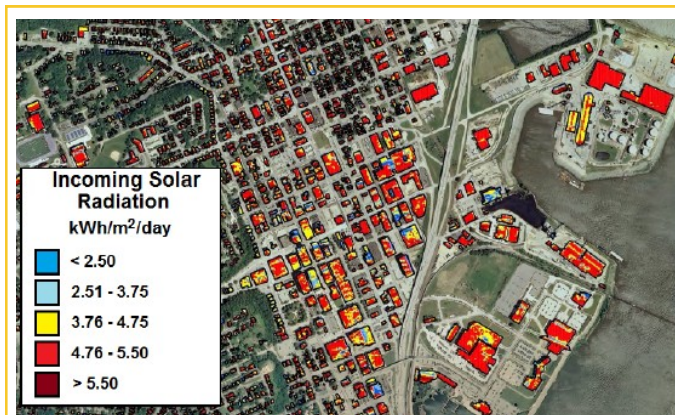 Incoming Solar
Radiation
kWh/m²/day
< 2.50
2.51 - 3.75
3.76 - 4.75
4.76 - 5.50
> 5.50